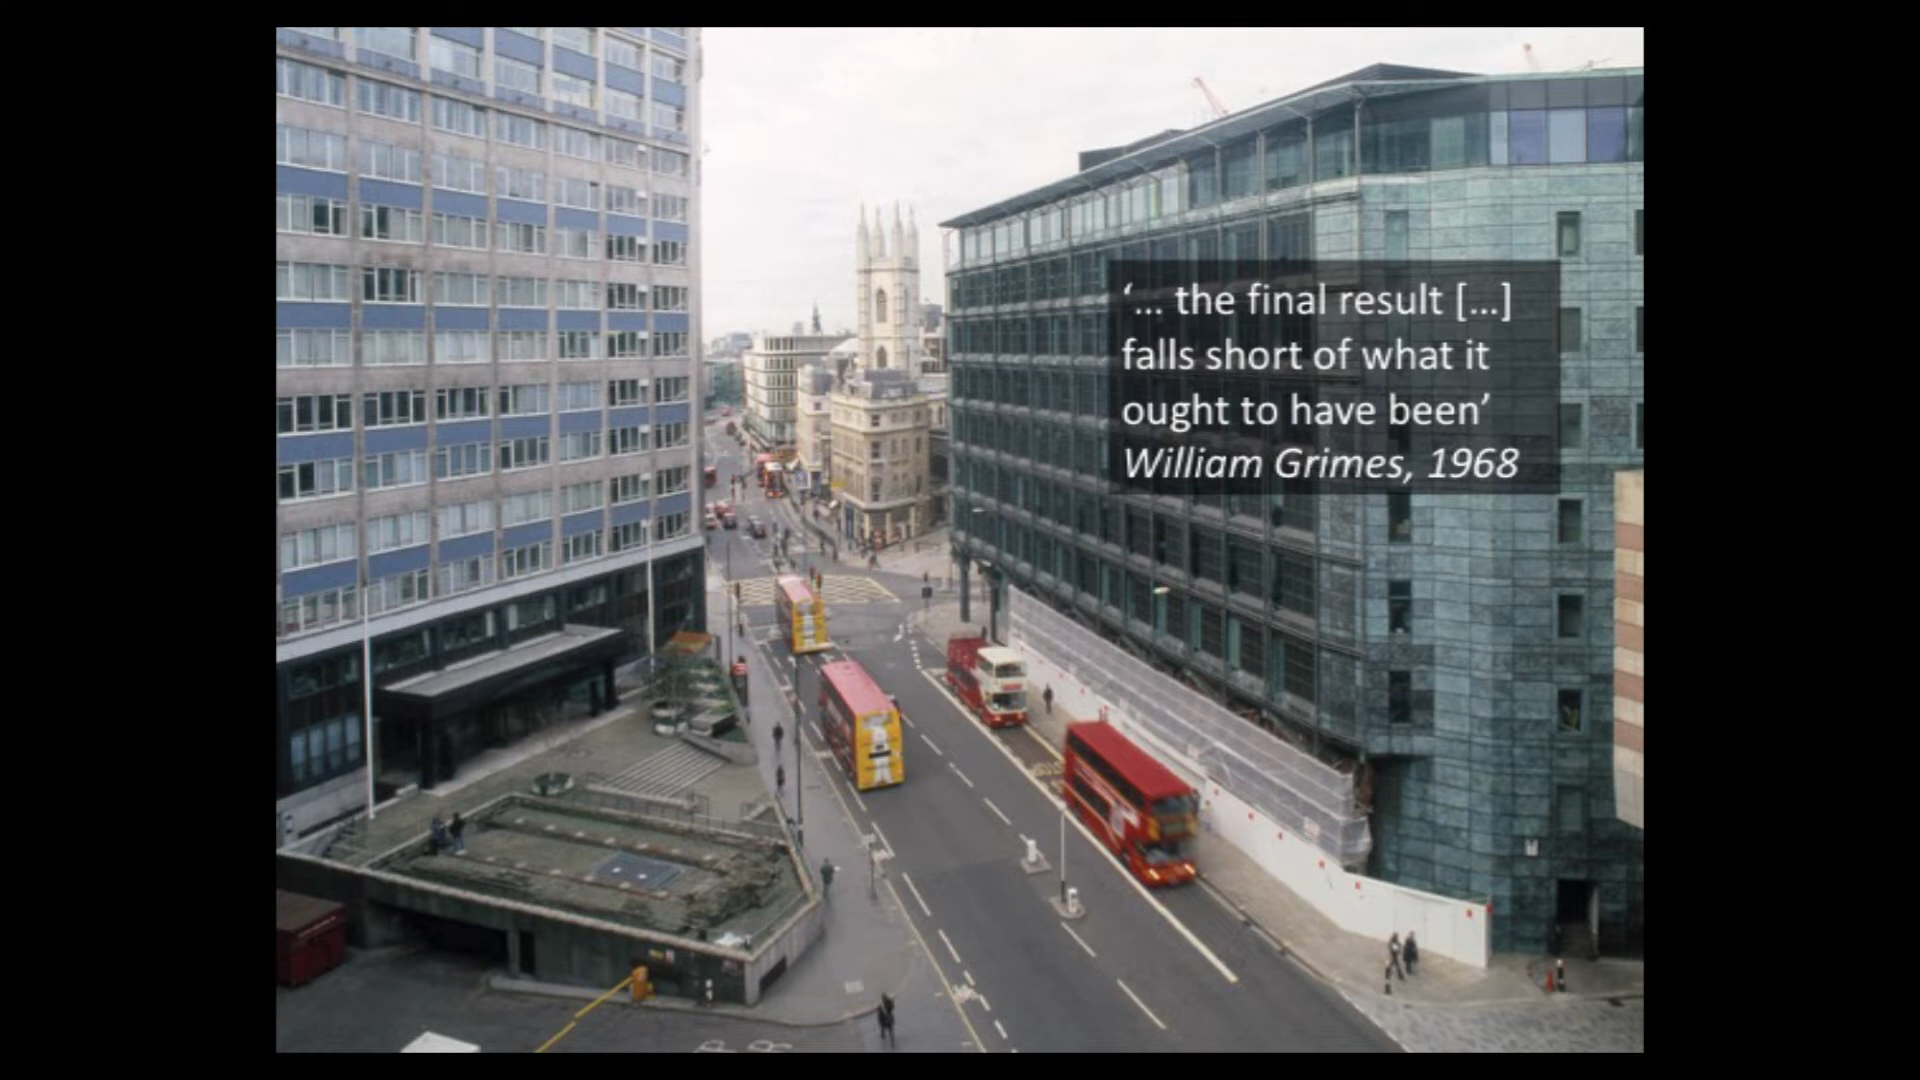 ‘... the final result [...]
falls short of what it
ought to have been’
William Grimes, 1968